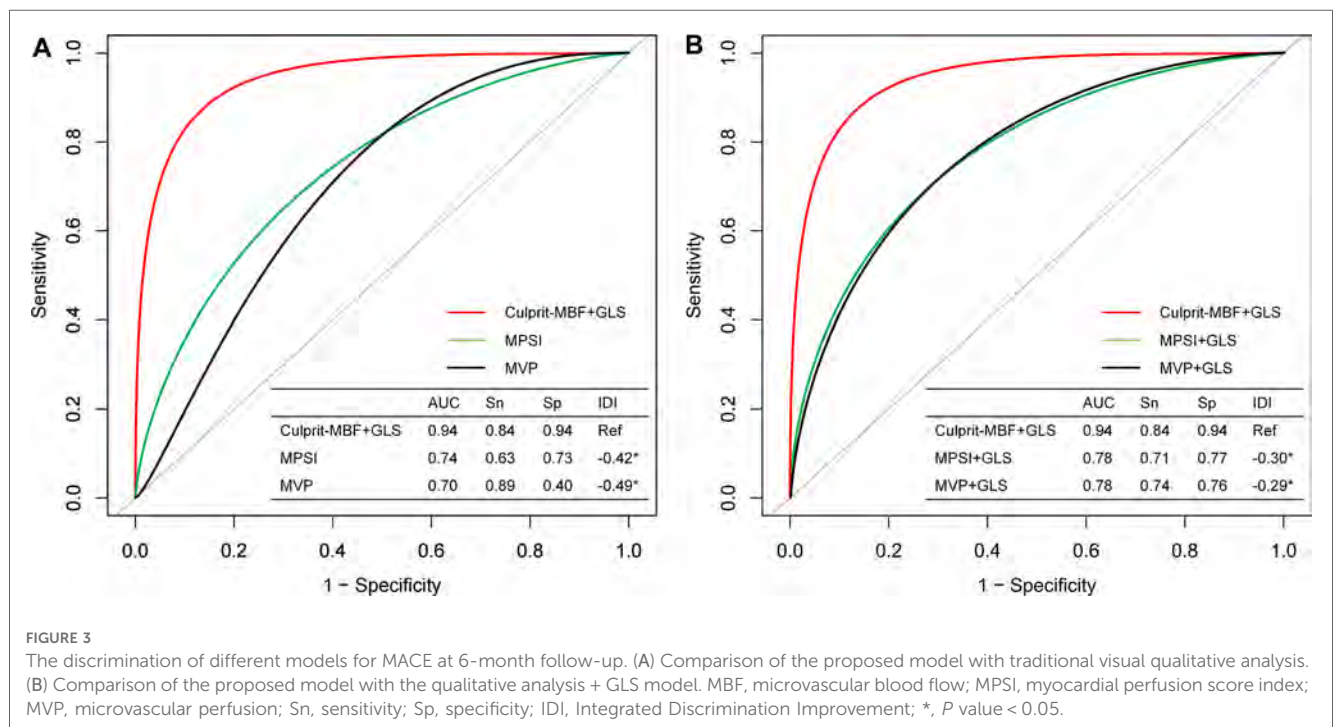 A
B
1.0
0.8
0.6
0.4
0.2
0.0
Sensitivity
Culprit-MBF+GLS
MPSI
MVP
AUC Sn Sp IDI
Culprit-MBF+GLS 0.94 0.84 0.94 Ref
MPSI 0.74 0.63 0.73 -0.42*
MVP 0.70 0.89 0.40 -0.49*
0.0 0.2 0.4 0.6 0.8 1.0
1 − Specificity
1.0
0.8
0.6
0.4
0.2
0.0
Sensitivity
Culprit-MBF+GLS
MPSI+GLS
MVP+GLS
AUC Sn Sp IDI
Culprit-MBF+GLS 0.94 0.84 0.94 Ref
MPSI+GLS 0.78 0.71 0.77 -0.30*
MVP+GLS 0.78 0.74 0.76 -0.29*
0.0 0.2 0.4 0.6 0.8 1.0
1 − Specificity
FIGURE 3
The discrimination of different models for MACE at 6-month follow-up. (A) Comparison of the proposed model with traditional visual qualitative analysis.
(B) Comparison of the proposed model with the qualitative analysis + GLS model. MBF, microvascular blood flow; MPSI, myocardial perfusion score index;
MVP, microvascular perfusion; Sn, sensitivity; Sp, specificity; IDI, Integrated Discrimination Improvement; *, P value < 0.05.